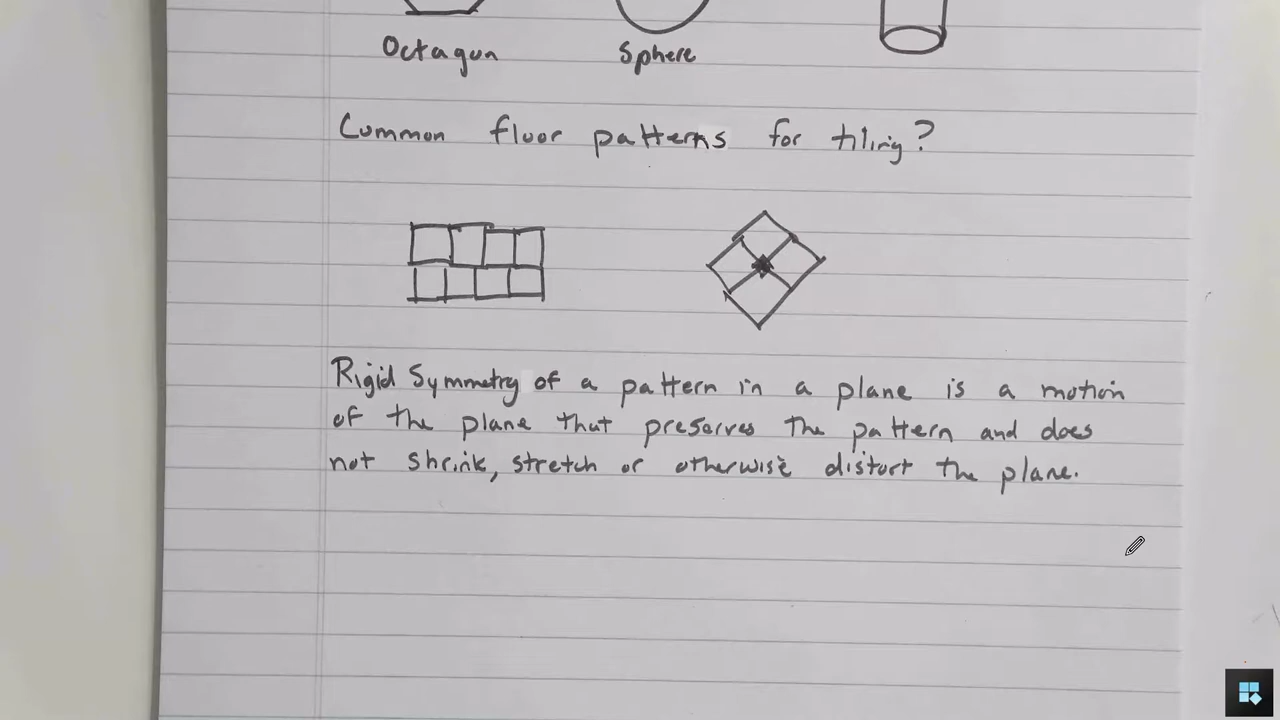 Octagon Sphere
Common floor patterns for tiling?
Rigid Symmetry of a pattern in a plane is a motion
of the plane that preserves the pattern and does
not shrink, stretch or otherwise distort the plane.